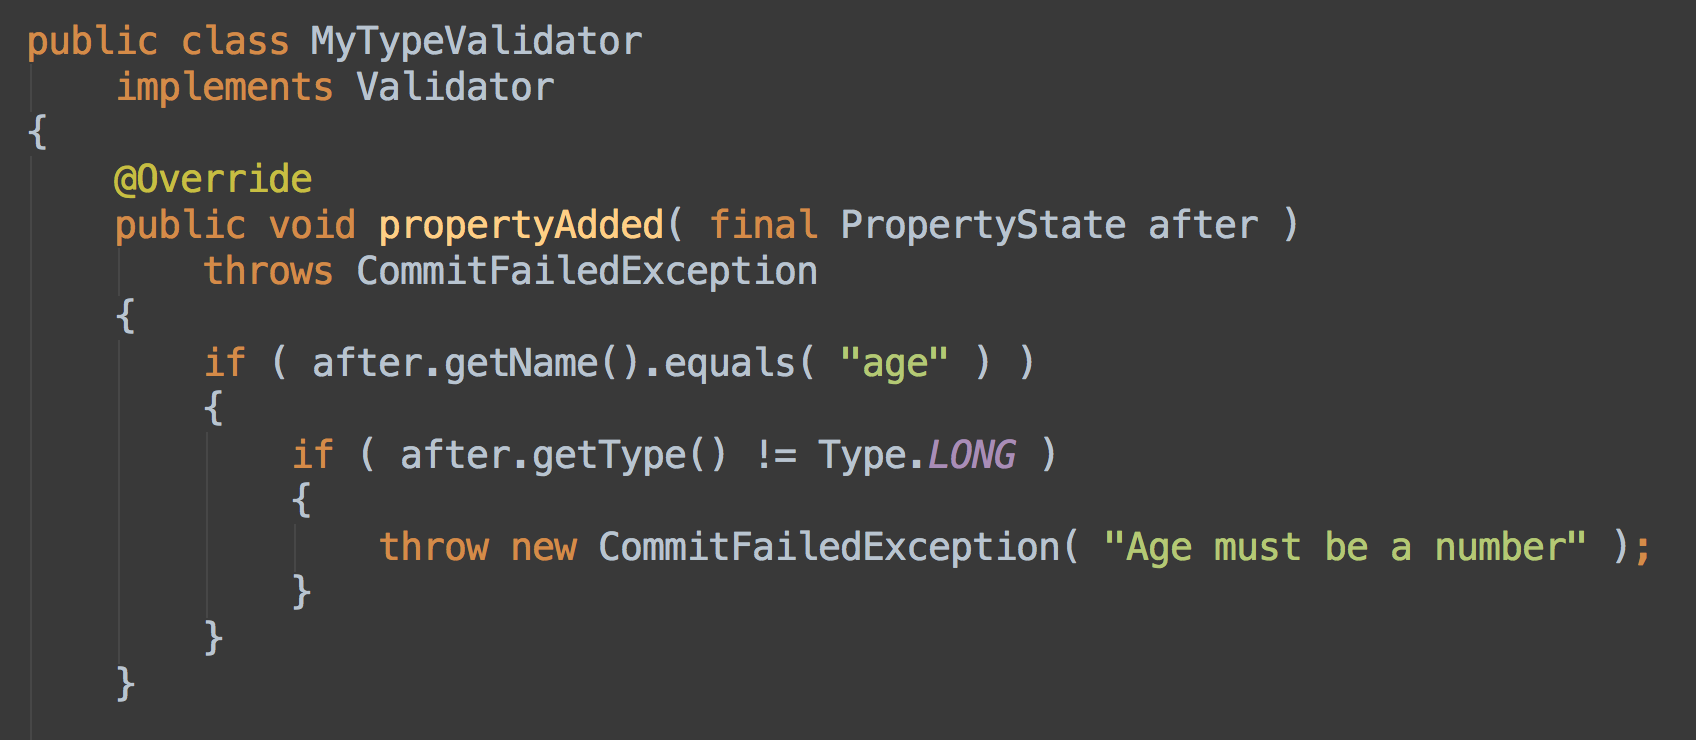 public class MyTypeValidator
    implements Validator
{
    @Override
    public void propertyAdded( final PropertyState after )
        throws CommitFailedException
    {
        if ( after.getName().equals( "age" ) )
        {
            if ( after.getType() != Type.LONG )
            {
                throw new CommitFailedException( "Age must be a number" );
            }
        }
    }